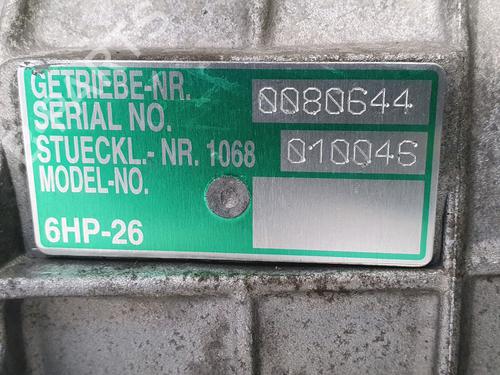 GETRIEBE-NR. 0080644
SERIAL NO.
STUECKL.- NR. 1068 010046
MODEL-NO.
6HP-26